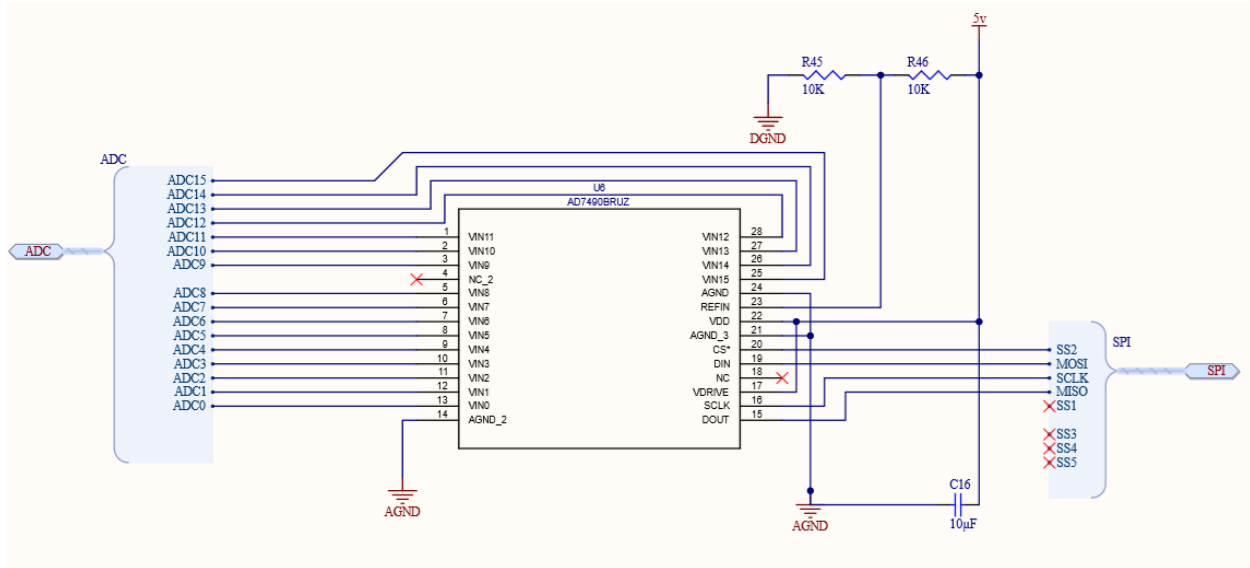 5v
R45
R46
10K
10K
DGND
ADC
ADC
ADC15
ADC14
ADC13
ADC12
ADC11
ADC10
ADC9
ADC8
ADC7
ADC6
ADC5
ADC4
ADC3
ADC2
ADC1
ADC0
U6
AD7490BRUZ
1 VIN11
2 VIN10
3 VIN9
4 NC_2
5 VIN8
6 VIN7
7 VIN6
8 VIN5
9 VIN4
10 VIN3
11 VIN2
12 VIN1
13 VIN0
14 AGND_2
VIN12 28
VIN13 27
VIN14 26
VIN15 25
AGND 24
REFIN 23
VDD 22
AGND_3 21
CS* 20
DIN 19
NC 18
VDRIVE 17
SCLK 16
DOUT 15
AGND
AGND
C16
10µF
SPI
SS2
MOSI
SCLK
MISO
SS1
SS3
SS4
SS5
SPI